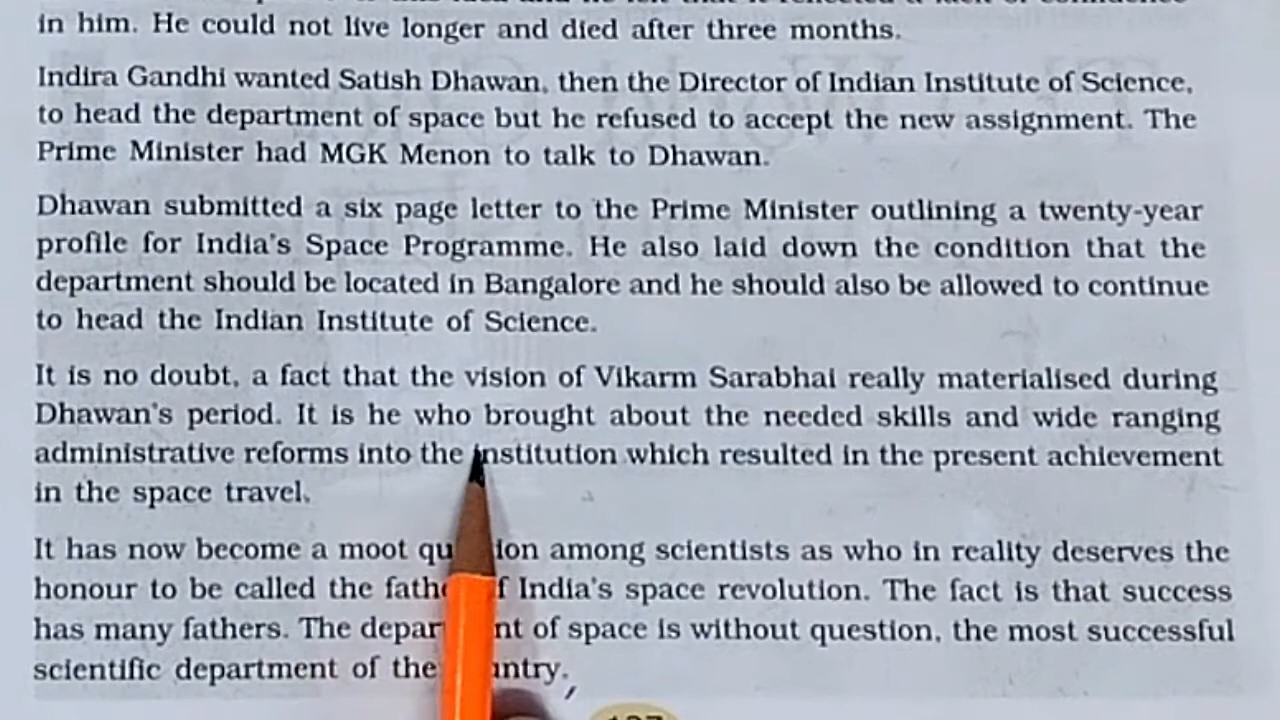 in him. He could not live longer and died after three months.
Indira Gandhi wanted Satish Dhawan, then the Director of Indian Institute of Science,
to head the department of space but he refused to accept the new assignment. The
Prime Minister had MGK Menon to talk to Dhawan.
Dhawan submitted a six page letter to the Prime Minister outlining a twenty-year
profile for India's Space Programme. He also laid down the condition that the
department should be located in Bangalore and he should also be allowed to continue
to head the Indian Institute of Science.
It is no doubt, a fact that the vision of Vikarm Sarabhai really materialised during
Dhawan's period. It is he who brought about the needed skills and wide ranging
administrative reforms into the institution which resulted in the present achievement
in the space travel.
It has now become a moot among scientists as who in reality deserves the
honour to be called the India's space revolution. The fact is that success
has many fathers. The of space is without question, the most successful
scientific department of the